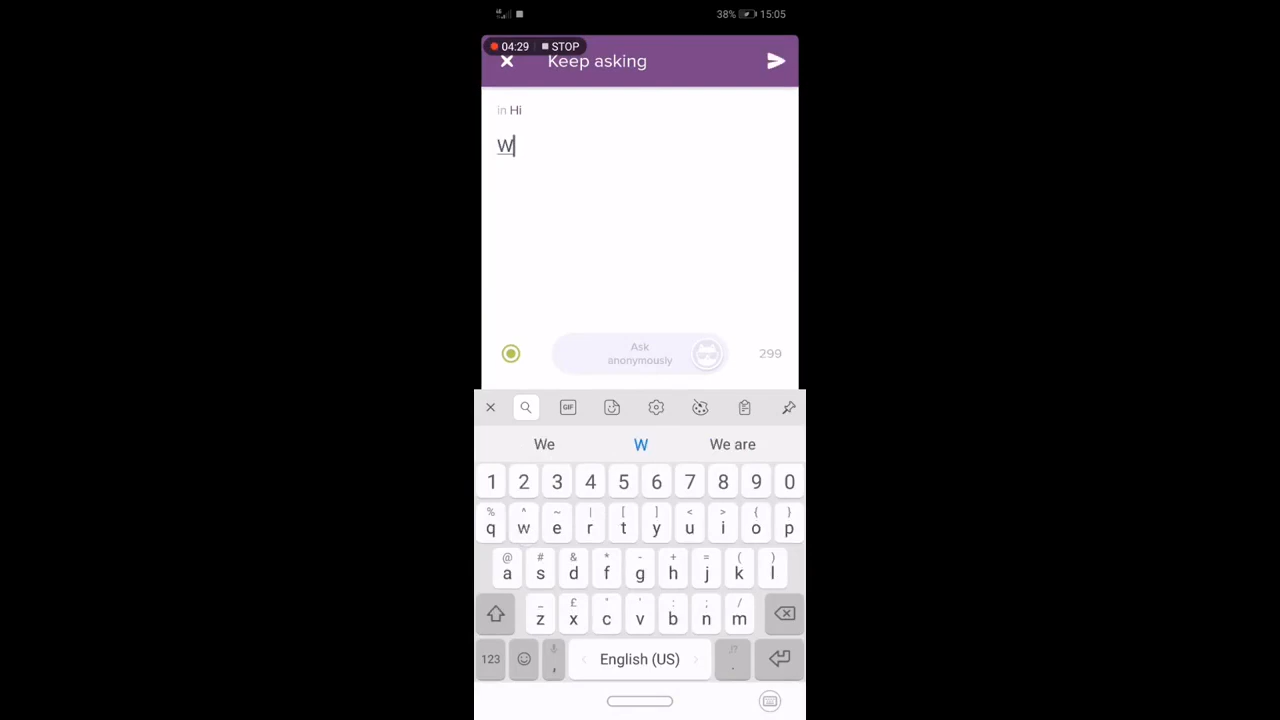 38% 15:05
04:29 STOP
Keep asking
in Hi
W
Ask
anonymously
299
GIF
We W We are
1 2 3 4 5 6 7 8 9 0
% ^ ~ | [ ] < > { }
q w e r t y u i o p
@ # & * - + = ( )
a s d f g h j k l
_ £ " ' : ; /
z x c v b n m
123 , English (US) .